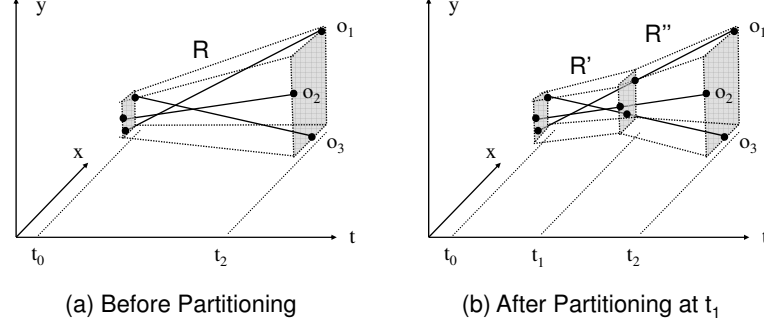 y
R
o₁
o₂
o₃
x
t₀
t₂
t
(a) Before Partitioning
y
R''
R'
o₁
o₂
o₃
x
t₀
t₁
t₂
t
(b) After Partitioning at t₁